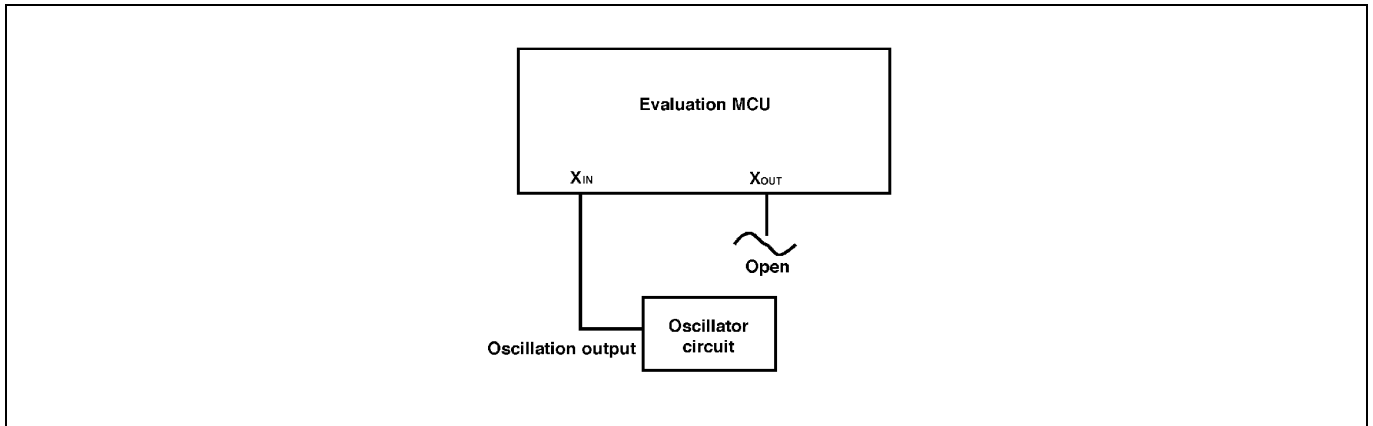 Evaluation MCU
XIN
XOUT
Open
Oscillator
circuit
Oscillation output